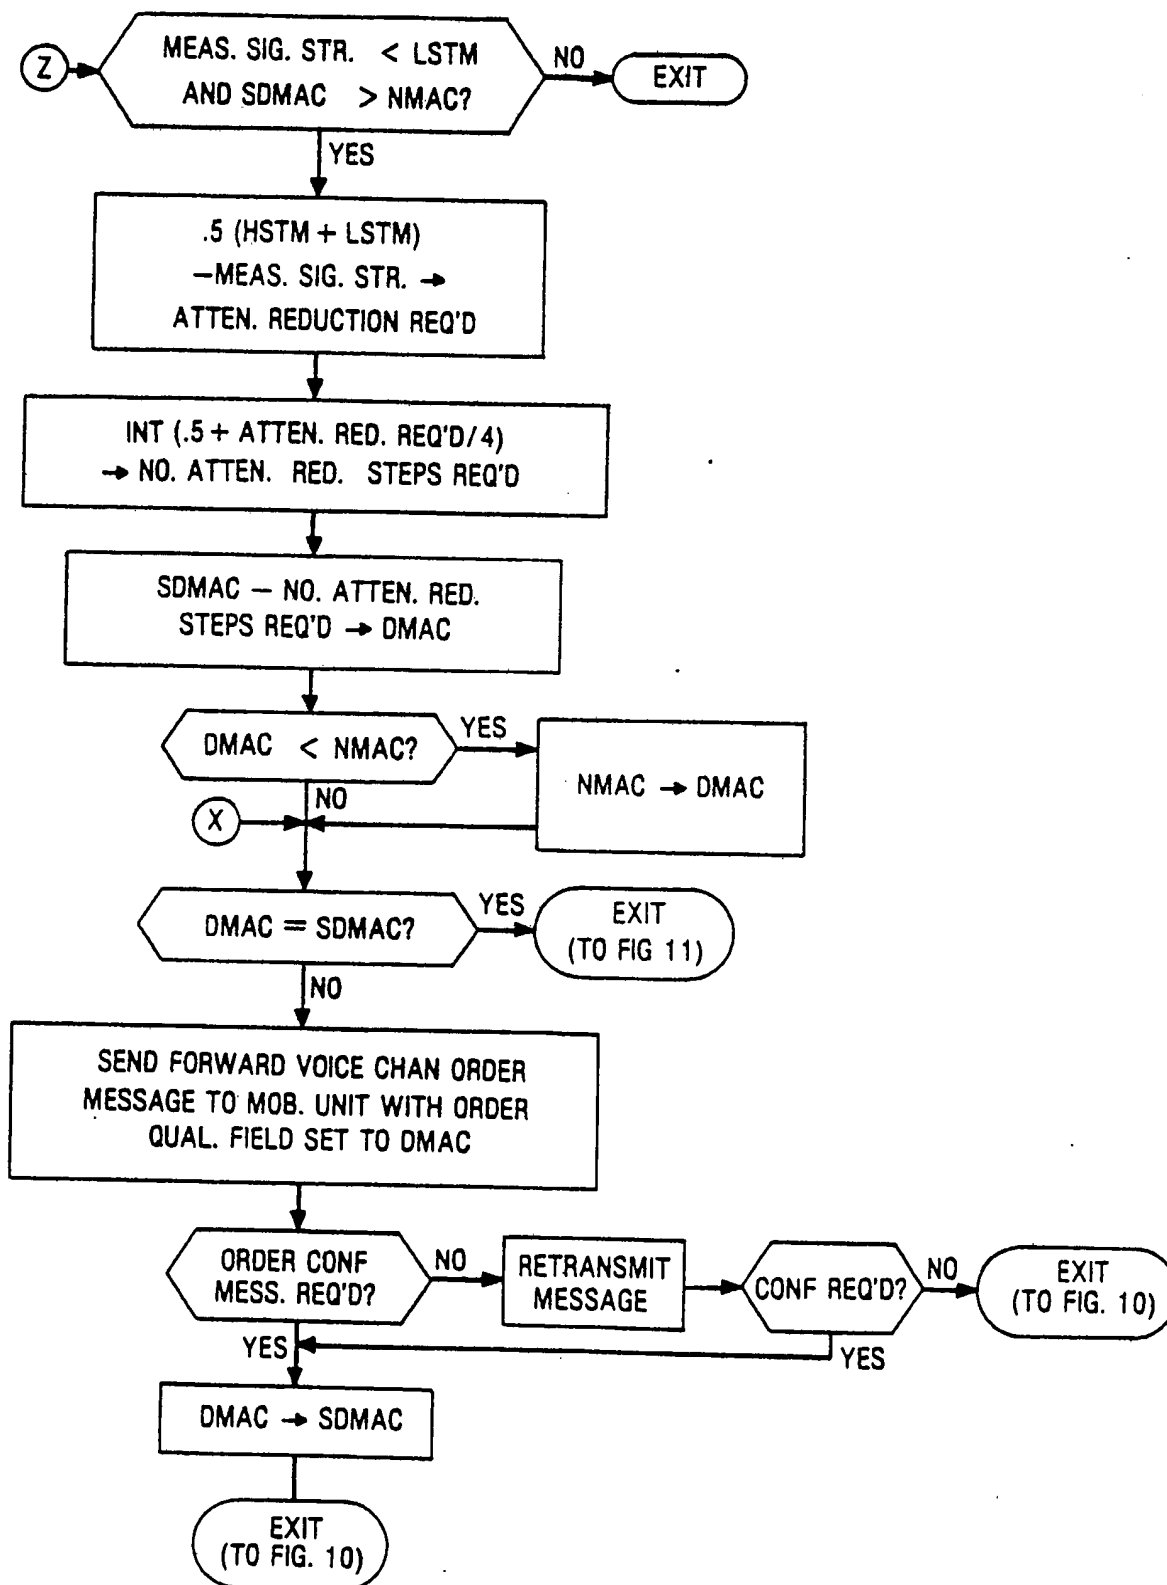 Z
MEAS. SIG. STR. < LSTM
AND SDMAC > NMAC?
NO
EXIT
YES
.5 (HSTM + LSTM)
−MEAS. SIG. STR. →
ATTEN. REDUCTION REQ'D
INT (.5 + ATTEN. RED. REQ'D/4)
→ NO. ATTEN. RED. STEPS REQ'D
SDMAC − NO. ATTEN. RED.
STEPS REQ'D → DMAC
DMAC < NMAC?
YES
NMAC → DMAC
NO
X
DMAC = SDMAC?
YES
EXIT
(TO FIG 11)
NO
SEND FORWARD VOICE CHAN ORDER
MESSAGE TO MOB. UNIT WITH ORDER
QUAL. FIELD SET TO DMAC
ORDER CONF
MESS. REQ'D?
NO
RETRANSMIT
MESSAGE
CONF REQ'D?
NO
EXIT
(TO FIG. 10)
YES
YES
DMAC → SDMAC
EXIT
(TO FIG. 10)